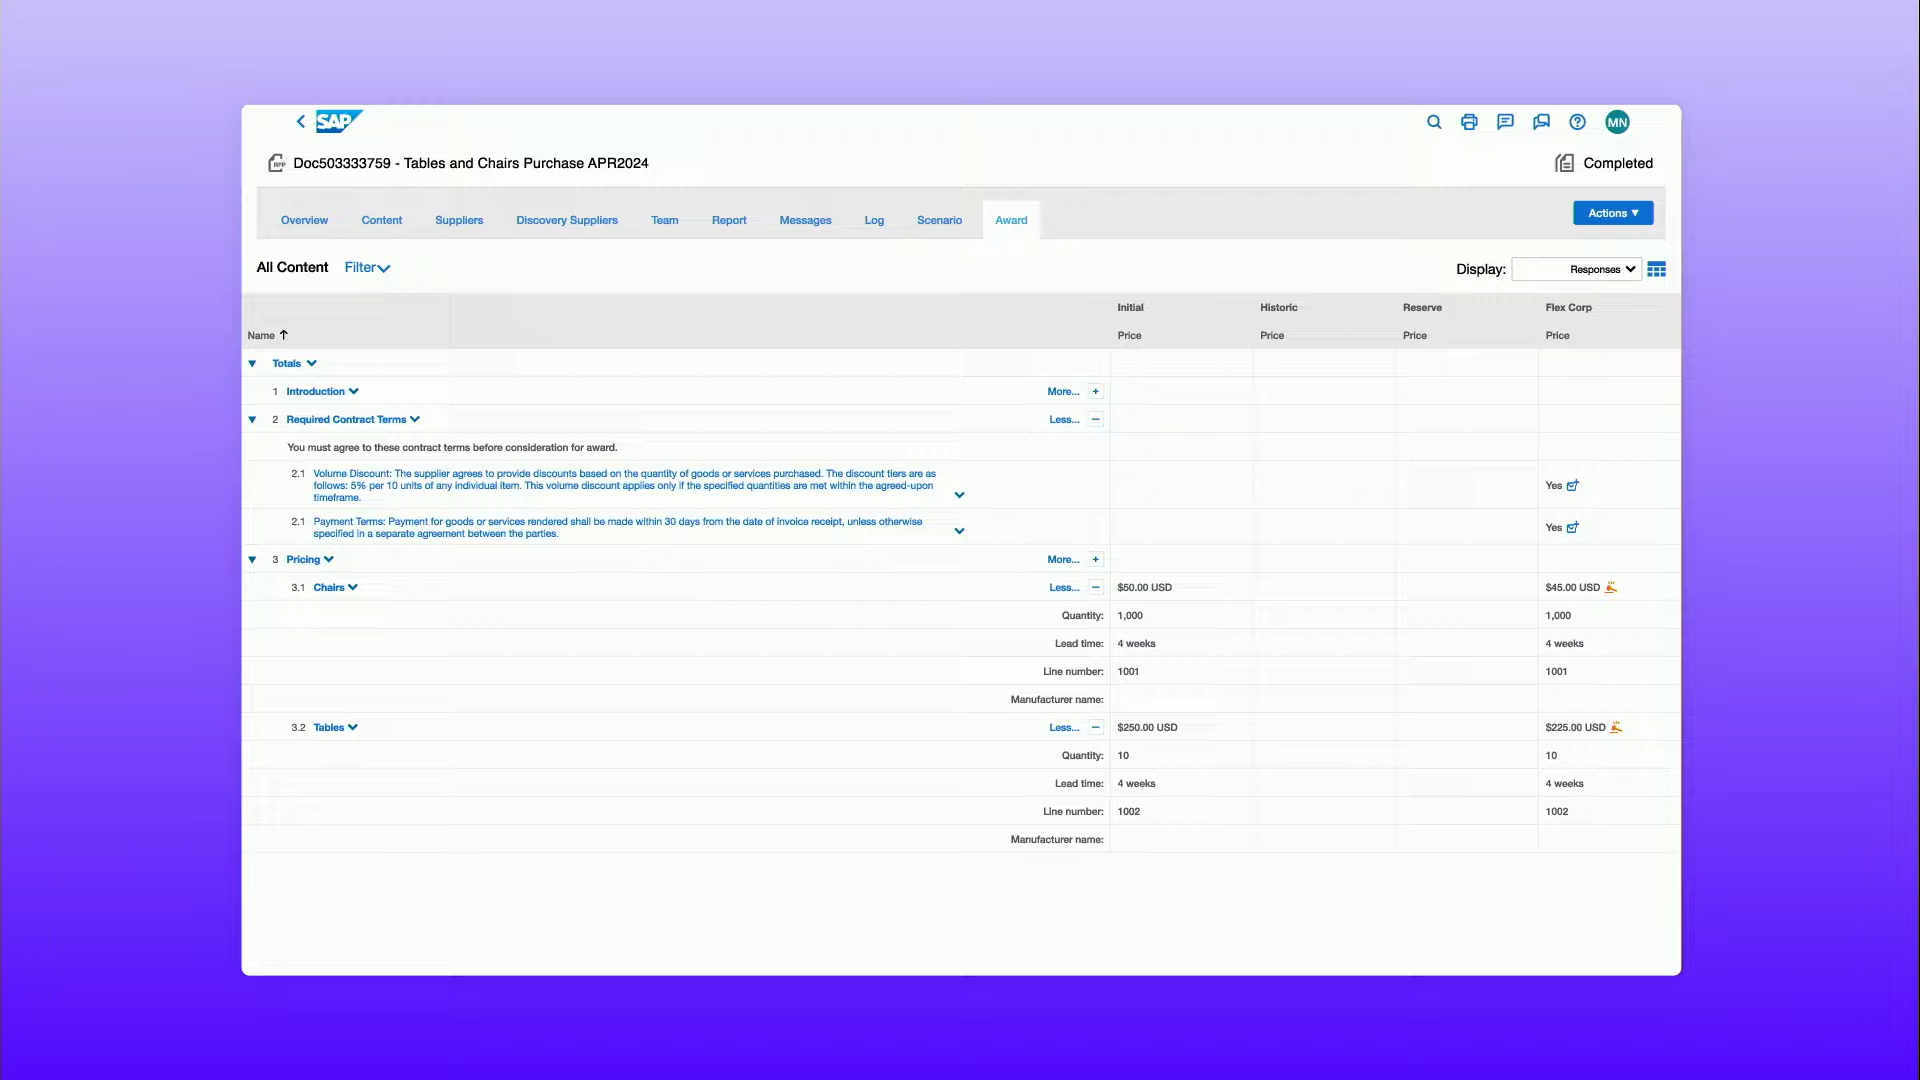 SAP
MN
RFP Doc503333759 - Tables and Chairs Purchase APR2024
Completed
Overview Content Suppliers Discovery Suppliers Team Report Messages Log Scenario Award
Actions ▼
All Content Filter
Display: Responses
Initial Historic Reserve Flex Corp
Name ↑ Price Price Price Price
Totals
1 Introduction More... +
2 Required Contract Terms Less... −
You must agree to these contract terms before consideration for award.
2.1 Volume Discount: The supplier agrees to provide discounts based on the quantity of goods or services purchased. The discount tiers are as
follows: 5% per 10 units of any individual item. This volume discount applies only if the specified quantities are met within the agreed-upon
timeframe.
Yes
2.1 Payment Terms: Payment for goods or services rendered shall be made within 30 days from the date of invoice receipt, unless otherwise
specified in a separate agreement between the parties.
Yes
3 Pricing More... +
3.1 Chairs Less... − $50.00 USD $45.00 USD
Quantity: 1,000 1,000
Lead time: 4 weeks 4 weeks
Line number: 1001 1001
Manufacturer name:
3.2 Tables Less... − $250.00 USD $225.00 USD
Quantity: 10 10
Lead time: 4 weeks 4 weeks
Line number: 1002 1002
Manufacturer name: